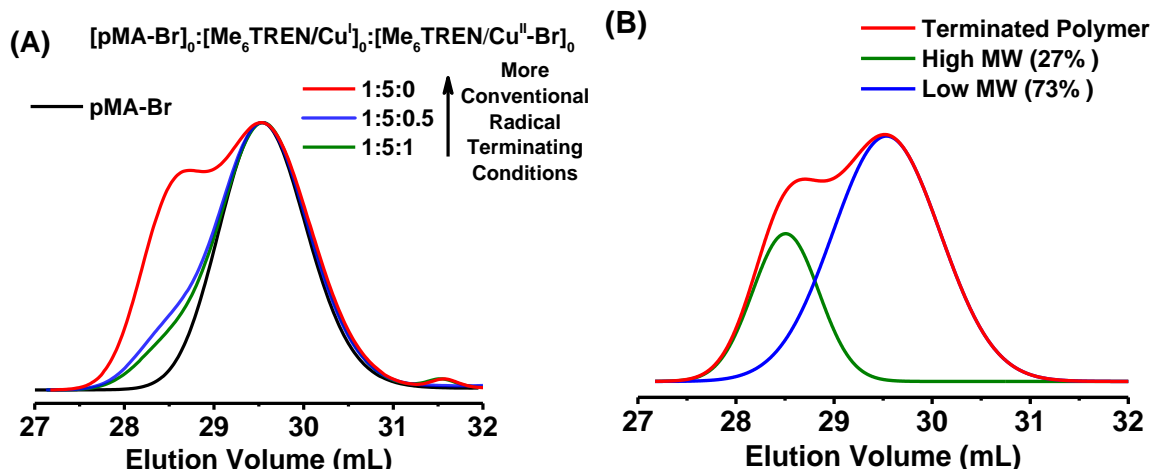 (A)
[pMA-Br]₀:[Me₆TREN/Cuᴵ]₀:[Me₆TREN/Cuᴵᴵ-Br]₀
pMA-Br
1:5:0
1:5:0.5
1:5:1
More
Conventional
Radical
Terminating
Conditions
27 28 29 30 31 32
Elution Volume (mL)
(B)
Terminated Polymer
High MW (27% )
Low MW (73% )
27 28 29 30 31 32
Elution Volume (mL)